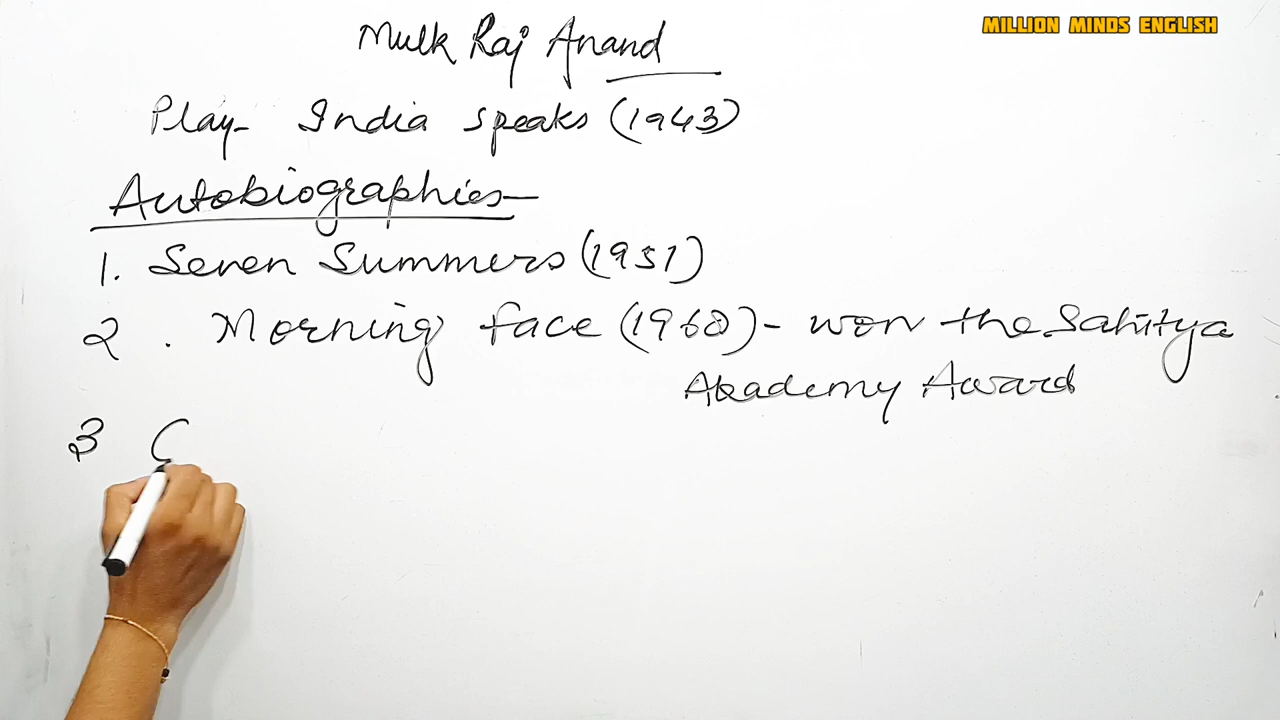 MILLION MINDS ENGLISH
Mulk Raj Anand
Play- India speaks (1943)
Autobiographies-
1. Seven Summers (1951)
2. Morning face (1968) - won the Sahitya
Akademy Award
3 C